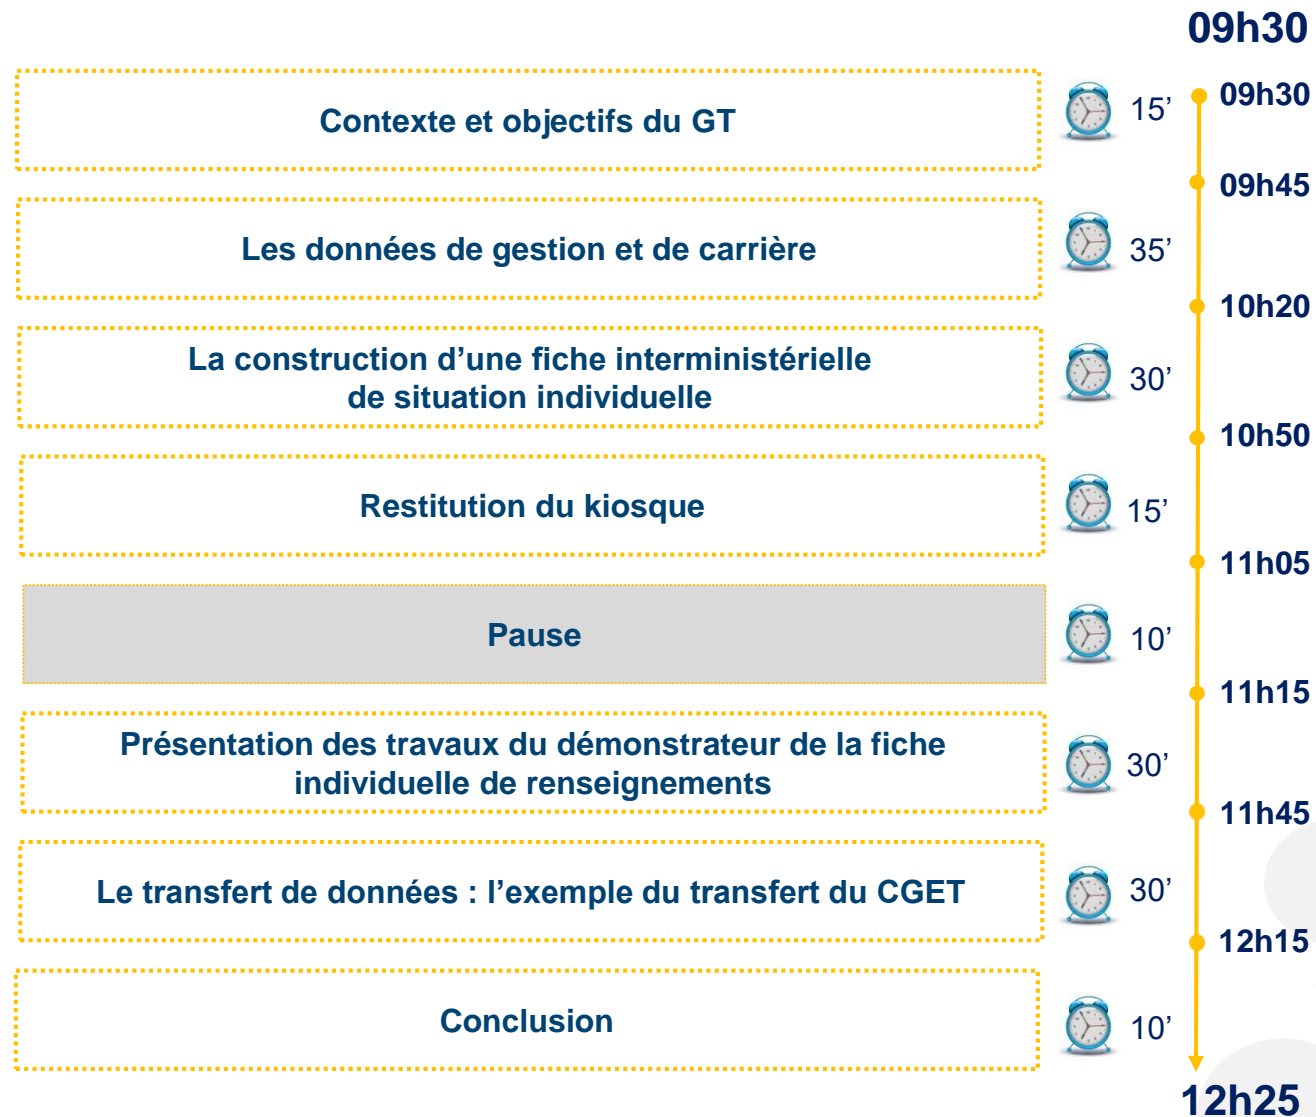 09h30
Contexte et objectifs du GT
15’
09h30
09h45
Les données de gestion et de carrière
35’
10h20
La construction d’une fiche interministérielle
de situation individuelle
30’
10h50
Restitution du kiosque
15’
11h05
Pause
10’
11h15
Présentation des travaux du démonstrateur de la fiche
individuelle de renseignements
30’
11h45
Le transfert de données : l’exemple du transfert du CGET
30’
12h15
Conclusion
10’
12h25